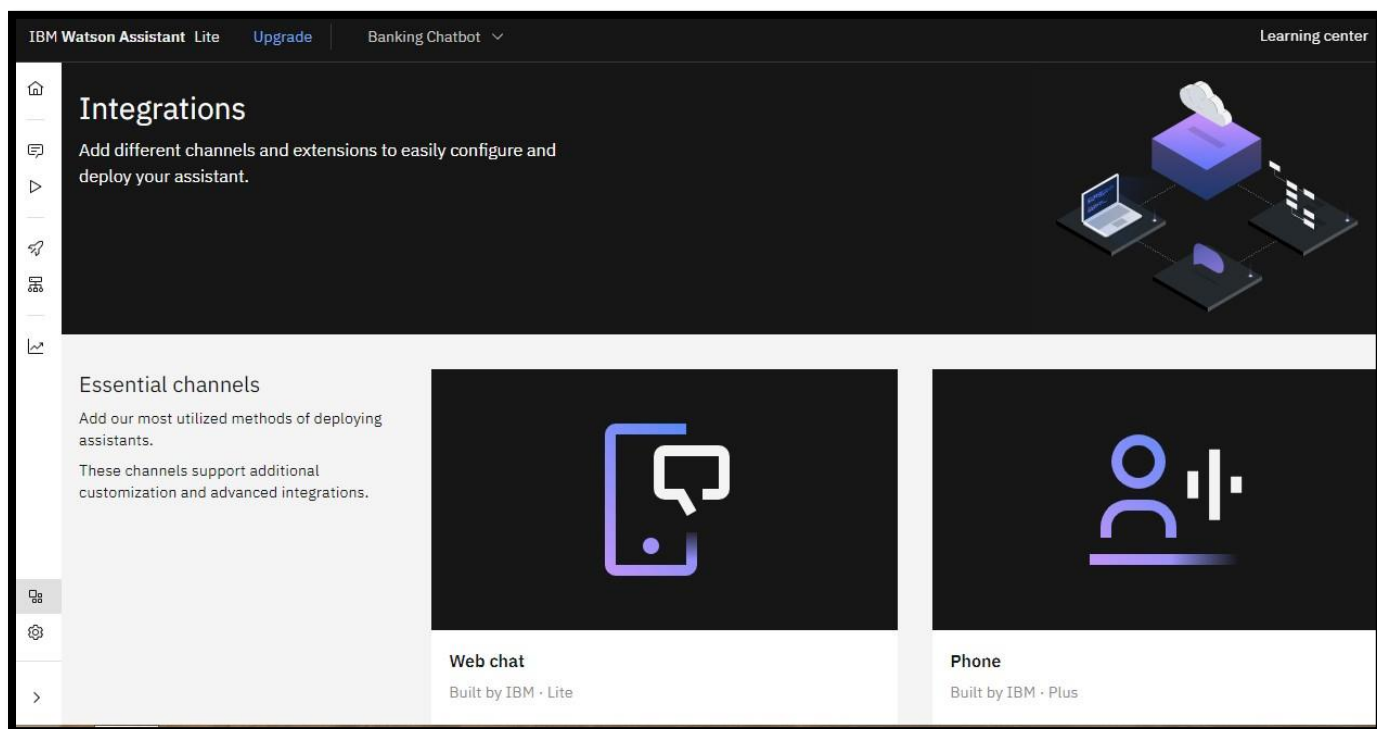 IBM Watson Assistant Lite Upgrade Banking Chatbot Learning center
Integrations
Add different channels and extensions to easily configure and
deploy your assistant.
Essential channels
Add our most utilized methods of deploying
assistants.
These channels support additional
customization and advanced integrations.
Web chat
Built by IBM · Lite
Phone
Built by IBM · Plus